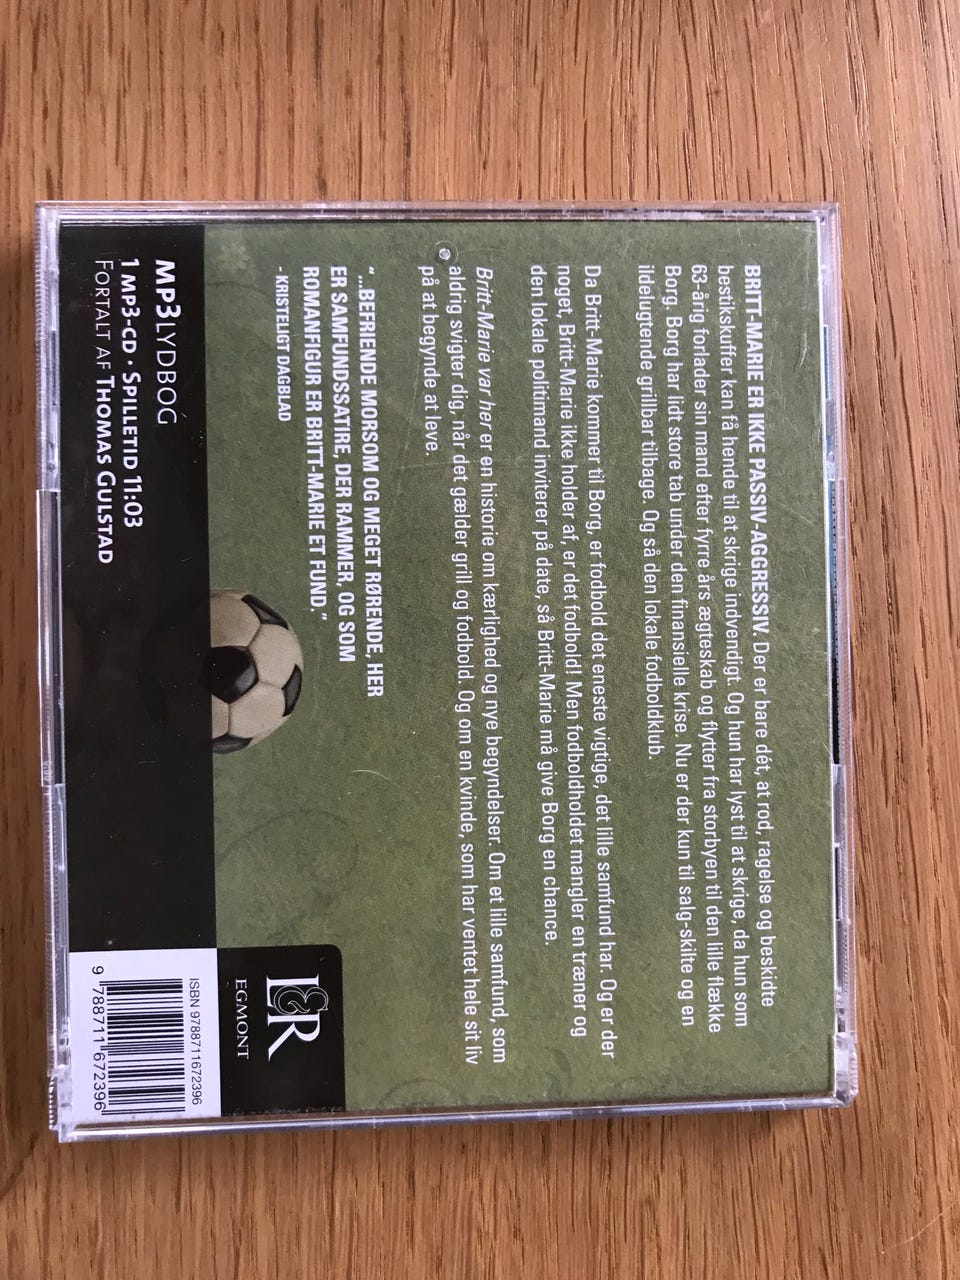 BRITT-MARIE ER IKKE PASSIV-AGGRESSIV. Der er bare dét, at rod, ragelse og beskidte
bestikskuffer kan få hende til at skrige indvendigt. Og hun har lyst til at skrige, da hun som
63-årig forlader sin mand efter fyrre års ægteskab og flytter fra storbyen til den lille flække
Borg. Borg har lidt store tab under den finansielle krise. Nu er der kun til salg-skilte og en
ildelugtende grillbar tilbage. Og så den lokale fodboldklub.
Da Britt-Marie kommer til Borg, er fodbold det eneste vigtige, det lille samfund har. Og er der
noget, Britt-Marie ikke holder af, er det fodbold! Men fodboldholdet mangler en træner og
den lokale politimand inviterer på date, så Britt-Marie må give Borg en chance.
Britt-Marie var her er en historie om kærlighed og nye begyndelser. Om et lille samfund, som
aldrig svigter dig, når det gælder grill og fodbold. Og om en kvinde, som har ventet hele sit liv
på at begynde at leve.
“...BEFRIENDE MORSOM OG MEGET RØRENDE, HER
ER SAMFUNDSSATIRE, DER RAMMER, OG SOM
ROMANFIGUR ER BRITT-MARIE ET FUND.”
-KRISTELIGT DAGBLAD
L&R
EGMONT
MP3LYDBOG
1 MP3-CD · SPILLETID 11:03
FORTALT AF THOMAS GULSTAD
ISBN 9788711672396
9 788711 672396